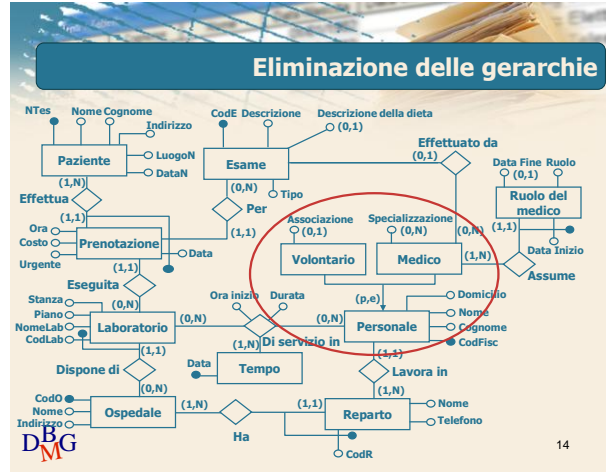 Eliminazione delle gerarchie
NTes Nome Cognome
Indirizzo
CodE Descrizione Descrizione della dieta
(0,1)
Effettuato da
Data Fine Ruolo
(0,1)
Paziente
LuogoN
DataN
Esame
(0,1)
Ruolo del
medico
(1,N)
(0,N)
Tipo
Effettua
Per
Associazione
(0,1)
Specializzazione
(0,N)
(0,N)
(1,1)
Data Inizio
(1,1)
Ora
Costo
Urgente
Prenotazione
Data
(1,1)
Volontario
Medico
(1,N)
Assume
(1,1)
Eseguita
(p,e)
Stanza
Piano
NomeLab
CodLab
(0,N)
Ora inizio
Durata
Domicilio
Nome
Cognome
CodFisc
Laboratorio
(0,N)
(0,N)
Personale
Di servizio in
(1,1)
(1,N)
(1,1)
Dispone di
Data
Tempo
Lavora in
(0,N)
(1,N)
CodO
Nome
Indirizzo
Ospedale
(1,N)
(1,1)
Reparto
Nome
Telefono
Ha
CodR
DBMG
14